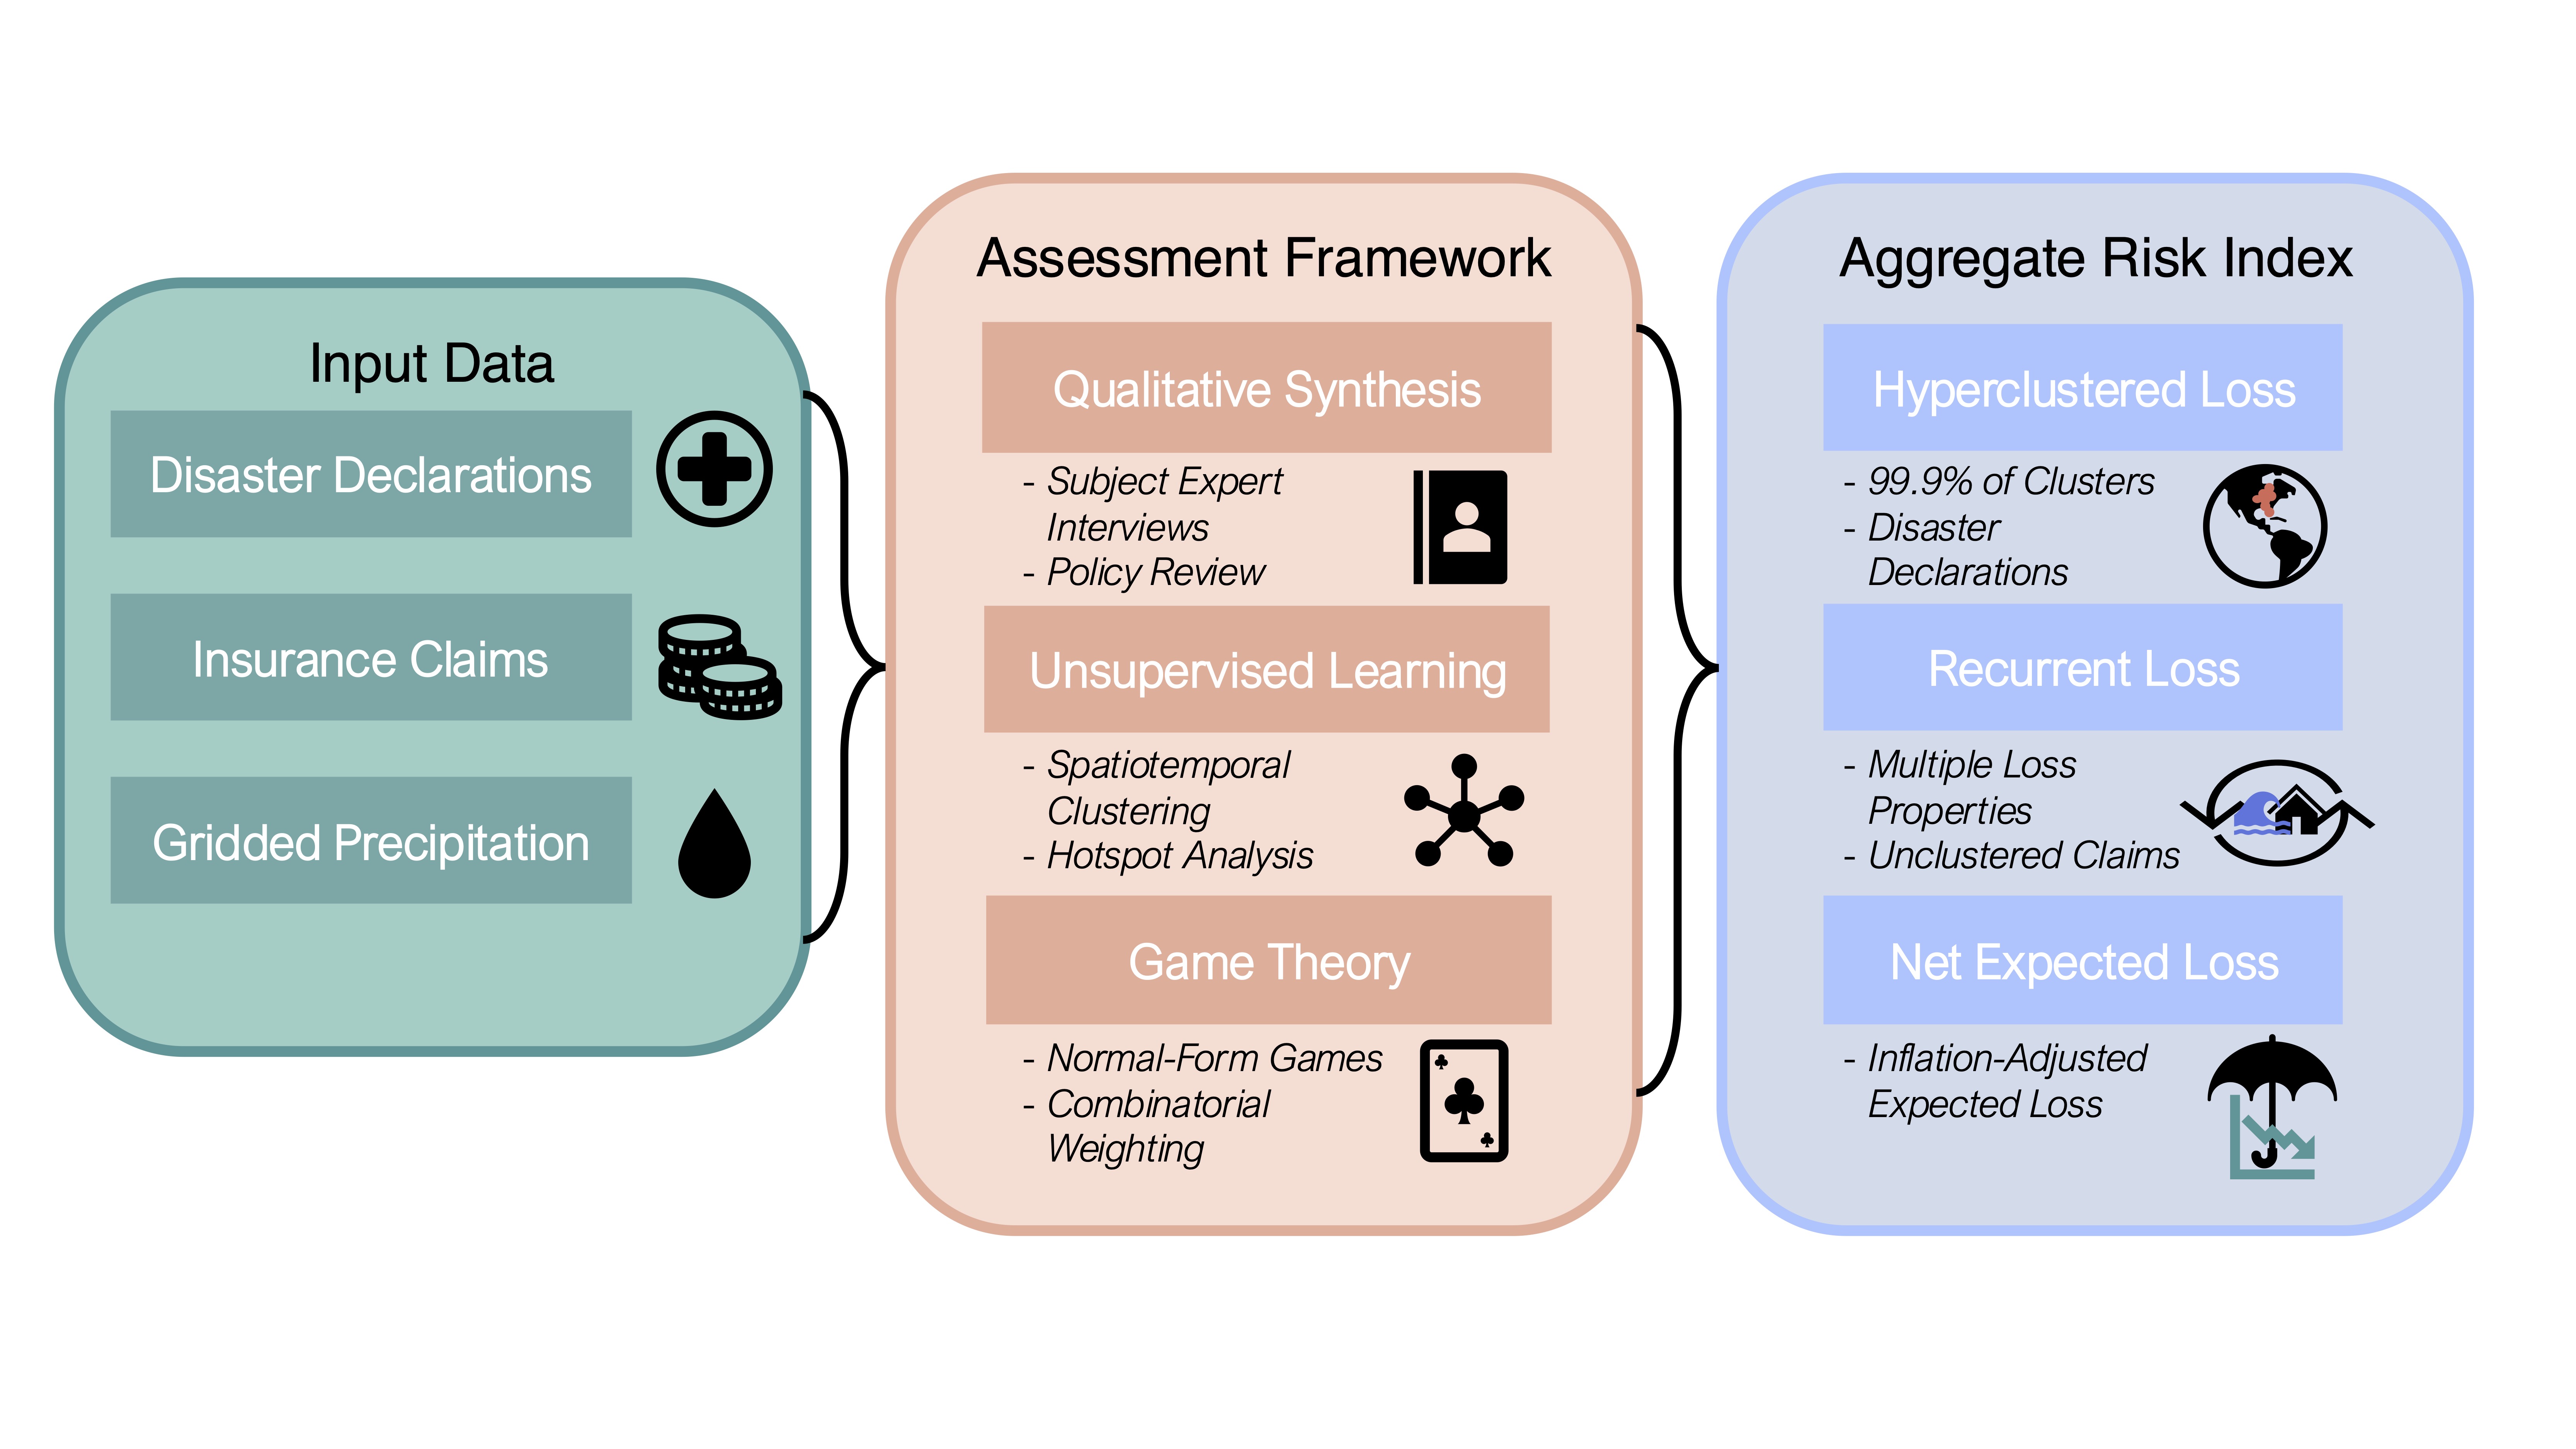 Input Data
Disaster Declarations
Insurance Claims
Gridded Precipitation
Assessment Framework
Qualitative Synthesis
- Subject Expert
Interviews
- Policy Review
Unsupervised Learning
- Spatiotemporal
Clustering
- Hotspot Analysis
Game Theory
- Normal-Form Games
- Combinatorial
Weighting
Aggregate Risk Index
Hyperclustered Loss
- 99.9% of Clusters
- Disaster
Declarations
Recurrent Loss
- Multiple Loss
Properties
- Unclustered Claims
Net Expected Loss
- Inflation-Adjusted
Expected Loss